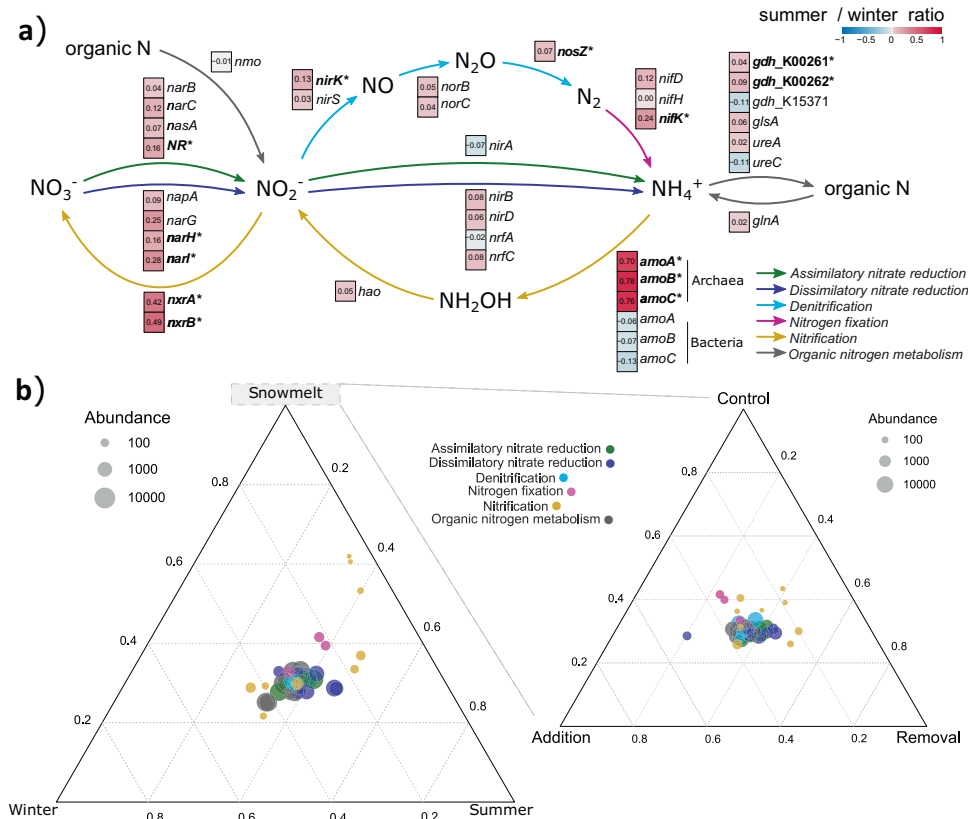 a)
summer / winter ratio
-1 -0.5 0 0.5 1
organic N
-0.01 nmo
0.04 narB
0.12 narC
0.07 nasA
0.16 NR*
0.13 nirK*
0.03 nirS
NO
0.05 norB
0.04 norC
N2O
0.07 nosZ*
N2
0.12 nifD
0.00 nifH
0.24 nifK*
0.04 gdh_K00261*
0.09 gdh_K00262*
-0.11 gdh_K15371
0.06 glsA
0.02 ureA
-0.11 ureC
-0.07 nirA
NO3-
NO2-
NH4+
organic N
0.09 napA
0.25 narG
0.16 narH*
0.28 narI*
0.08 nirB
0.06 nirD
-0.02 nrfA
0.08 nrfC
0.02 glnA
0.42 nxrA*
0.49 nxrB*
0.05 hao
NH2OH
0.70 amoA*
0.78 amoB*
0.76 amoC*
Archaea
-0.06 amoA
-0.07 amoB
-0.13 amoC
Bacteria
Assimilatory nitrate reduction
Dissimilatory nitrate reduction
Denitrification
Nitrogen fixation
Nitrification
Organic nitrogen metabolism
b)
Snowmelt
Abundance
100
1000
10000
0.8
0.6
0.4
0.2
0.2
0.4
0.6
0.8
0.8
0.6
0.4
0.2
Winter
Summer
Assimilatory nitrate reduction
Dissimilatory nitrate reduction
Denitrification
Nitrogen fixation
Nitrification
Organic nitrogen metabolism
Control
Abundance
100
1000
10000
0.8
0.6
0.4
0.2
0.2
0.4
0.6
0.8
0.8
0.6
0.4
0.2
Addition
Removal